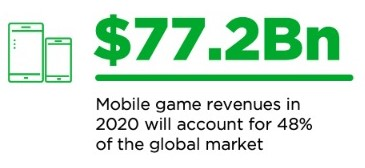 $77.2Bn
Mobile game revenues in
2020 will account for 48%
of the global market